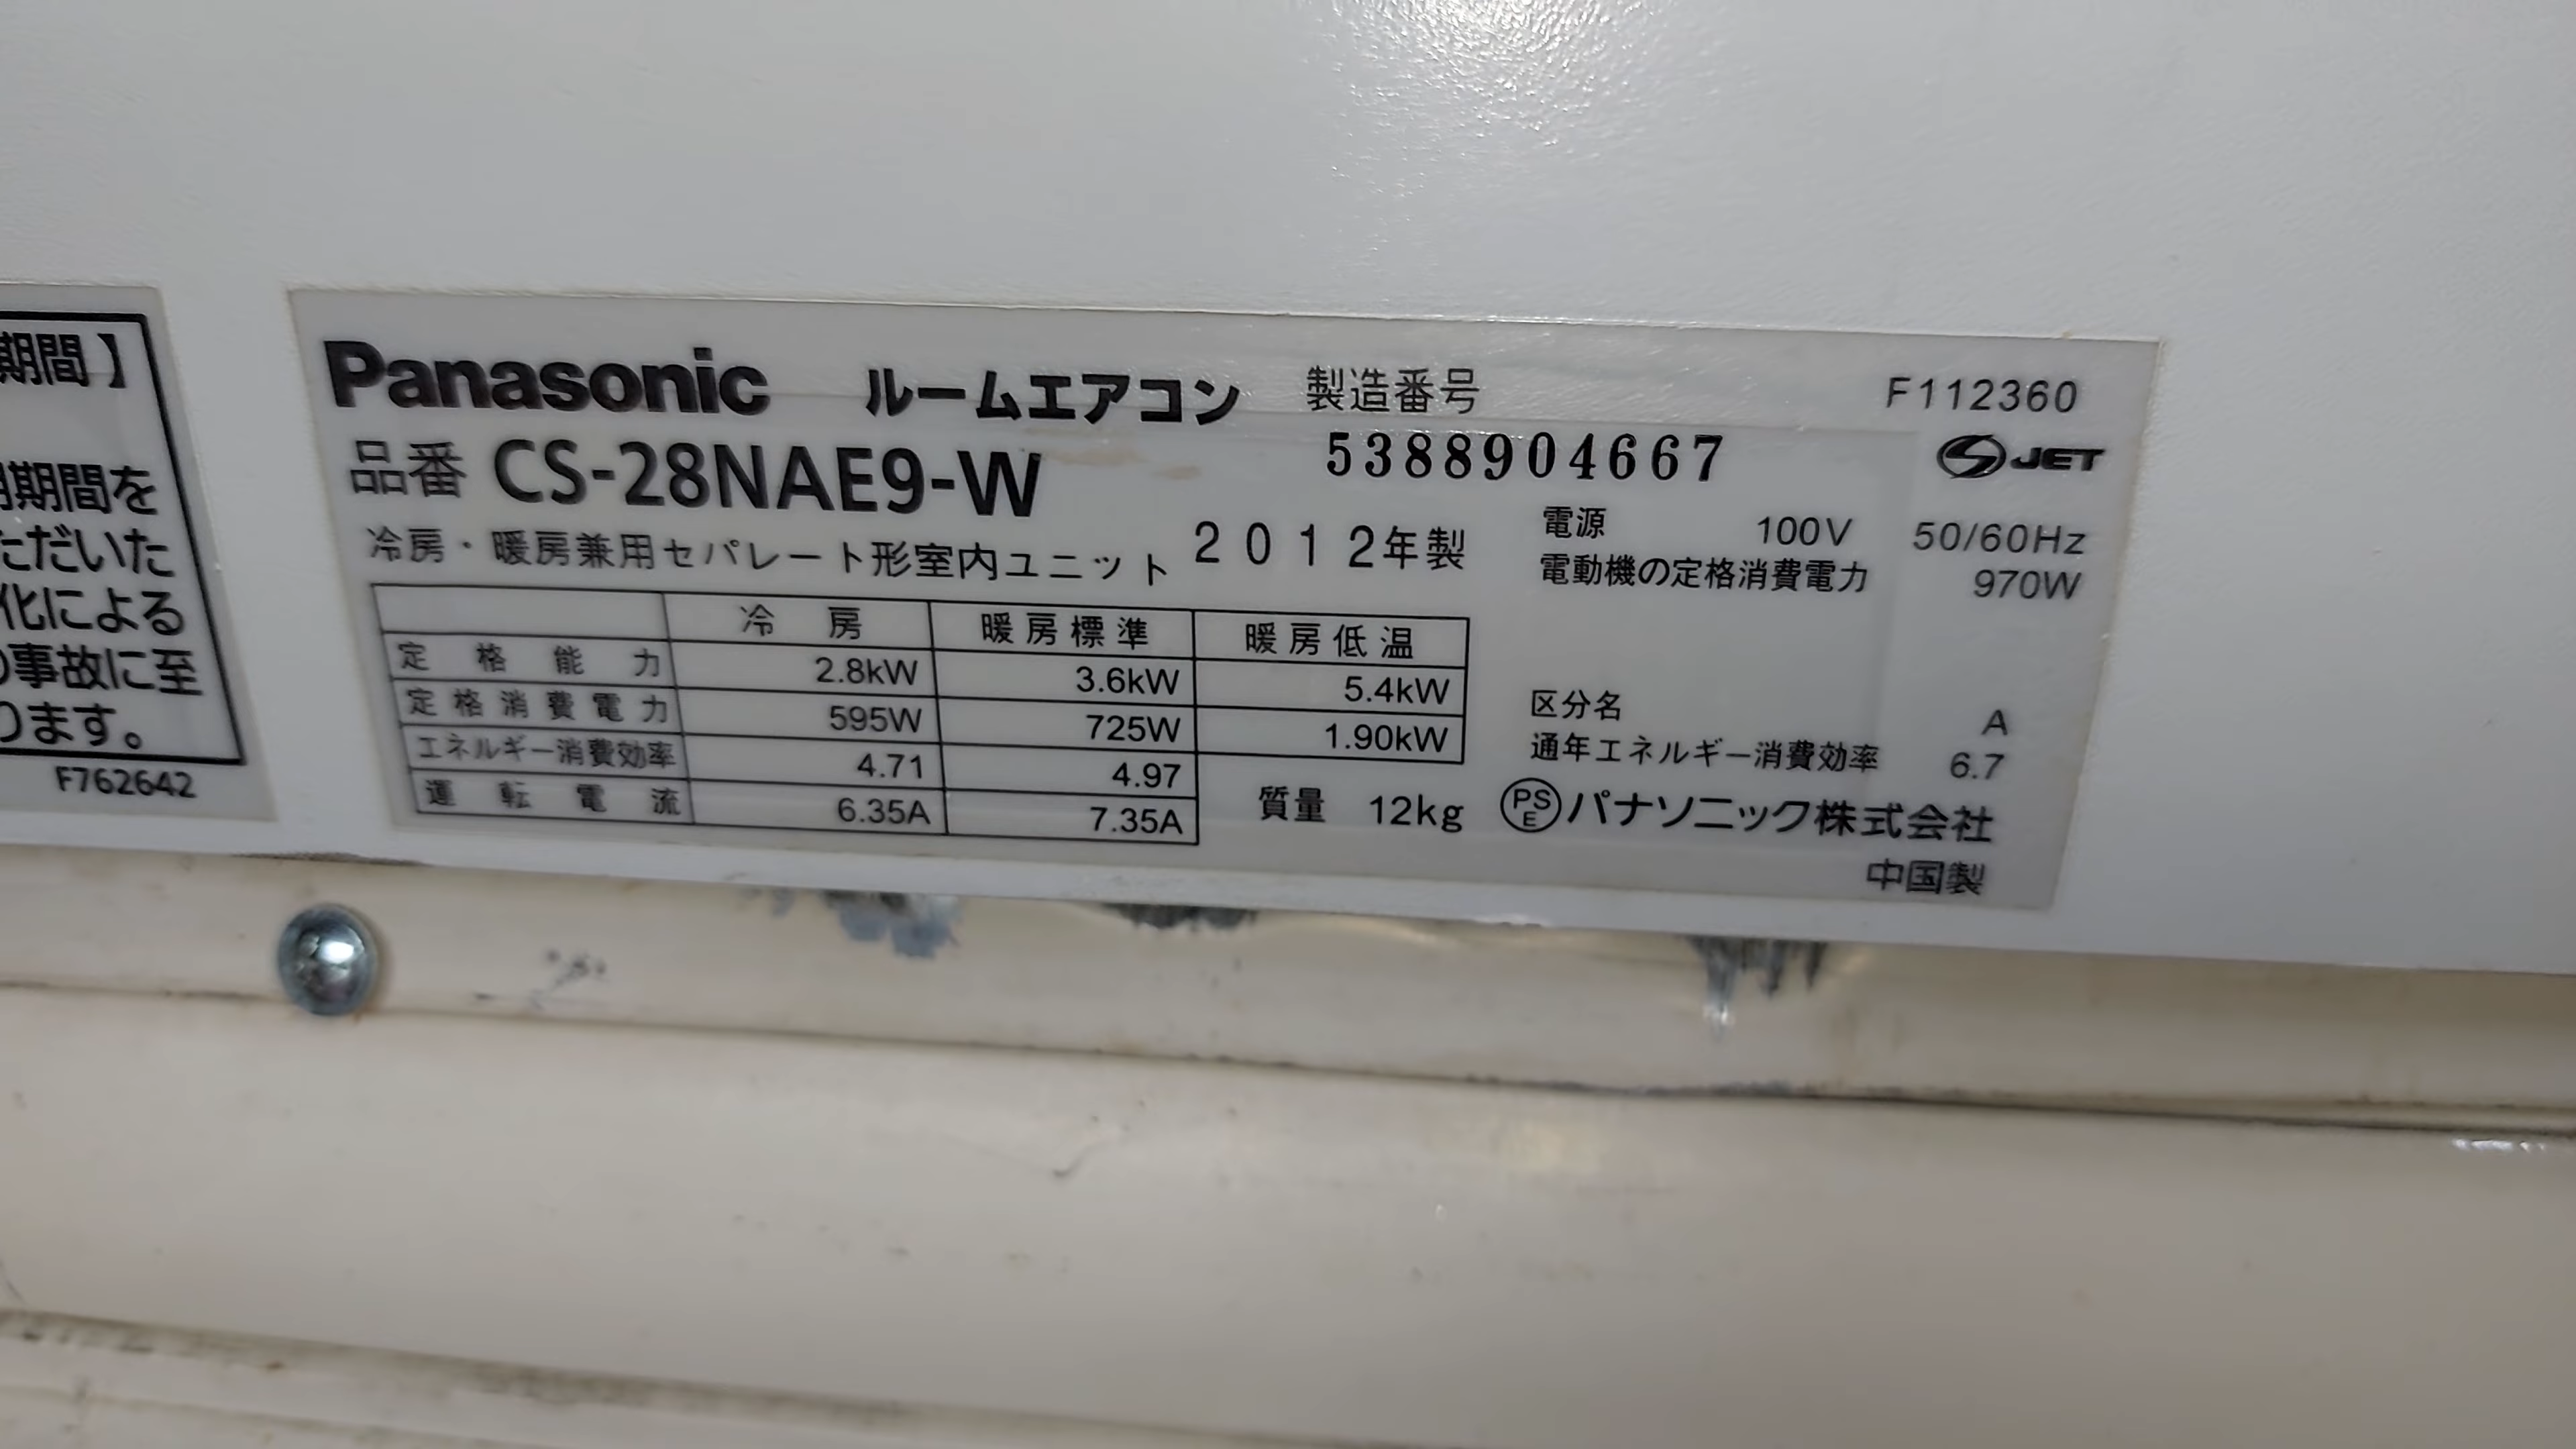 期間】
期間を
ただいた
化による
事故に至
ります。
F762642
Panasonic ルームエアコン 製造番号 F112360
品番 CS-28NAE9-W 5388904667 JET
冷房・暖房兼用セパレート形室内ユニット 2012年製
電源 100V 50/60Hz
電動機の定格消費電力 970W
冷房 暖房標準 暖房低温
定格能力 2.8kW 3.6kW 5.4kW
定格消費電力 595W 725W 1.90kW
エネルギー消費効率 4.71 4.97
運転電流 6.35A 7.35A
質量 12kg
区分名 A
通年エネルギー消費効率 6.7
PSE パナソニック株式会社
中国製